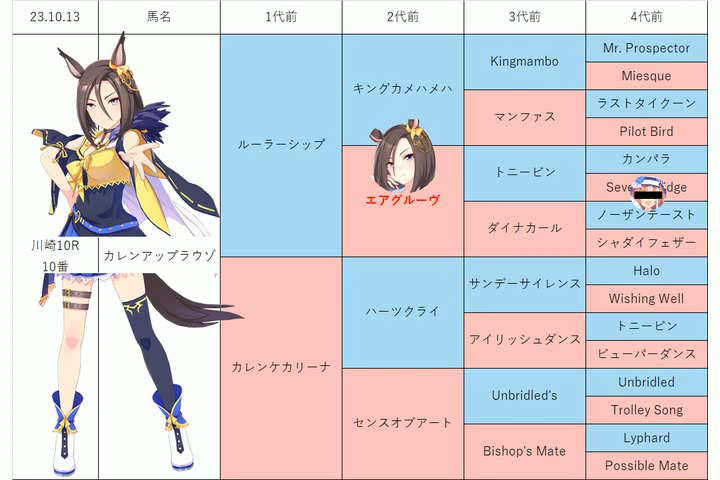 23.10.13 馬名 1代前 2代前 3代前 4代前
川崎10R
10番
カレンアップラウゾ
ルーラーシップ
カレンケカリーナ
キングカメハメハ
エアグルーヴ
ハーツクライ
センスオブアート
Kingmambo
マンファス
トニービン
ダイナカール
サンデーサイレンス
アイリッシュダンス
Unbridled's
Bishop's Mate
Mr. Prospector
Miesque
ラストタイクーン
Pilot Bird
カンパラ
ノーザンテースト
シャダイフェザー
Halo
Wishing Well
トニービン
ビューパーダンス
Unbridled
Trolley Song
Lyphard
Possible Mate